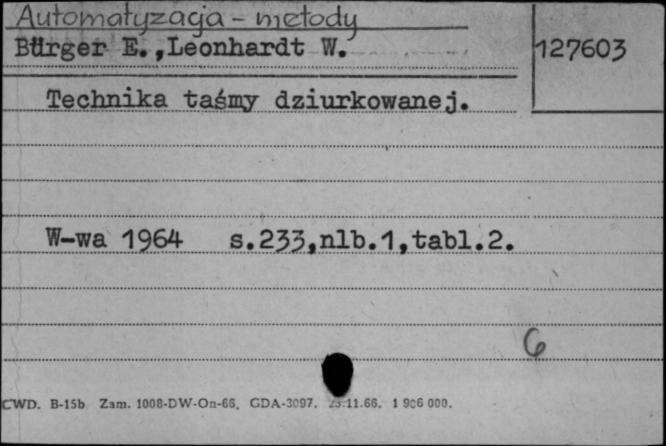 Automatyzacja - metody
Bürger E.,Leonhardt W.
127603
Technika taśmy dziurkowanej.
W-wa 1964 s.233,nlb.1,tabl.2.
6
CWD. B-15b Zam. 1008-DW-On-66, GDA-3097. 23.11.66. 1 906 000.